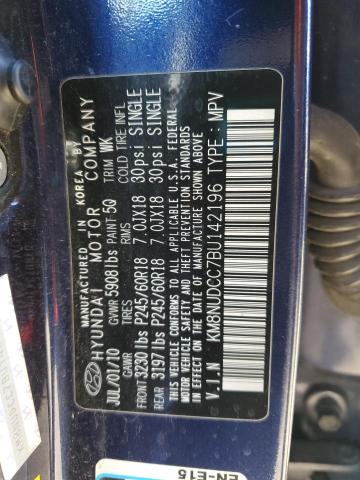 MANUFACTURED IN KOREA BY
HYUNDAI MOTOR COMPANY
JUL/01/10 GVWR 5908 lbs PAINT 5Q TRIM WK
GAWR TIRES RIMS COLD TIRE INFL
FRONT 3230 lbs P245/60R18 7.0JX18 30psi SINGLE
REAR 3197 lbs P245/60R18 7.0JX18 30psi SINGLE
THIS VEHICLE CONFORMS TO ALL APPLICABLE U.S.A. FEDERAL
MOTOR VEHICLE SAFETY AND THEFT PREVENTION STANDARDS
IN EFFECT ON THE DATE OF MANUFACTURE SHOWN ABOVE.
V.I.N : KM8NUDCC7BU142196 TYPE : MPV
EN-E15